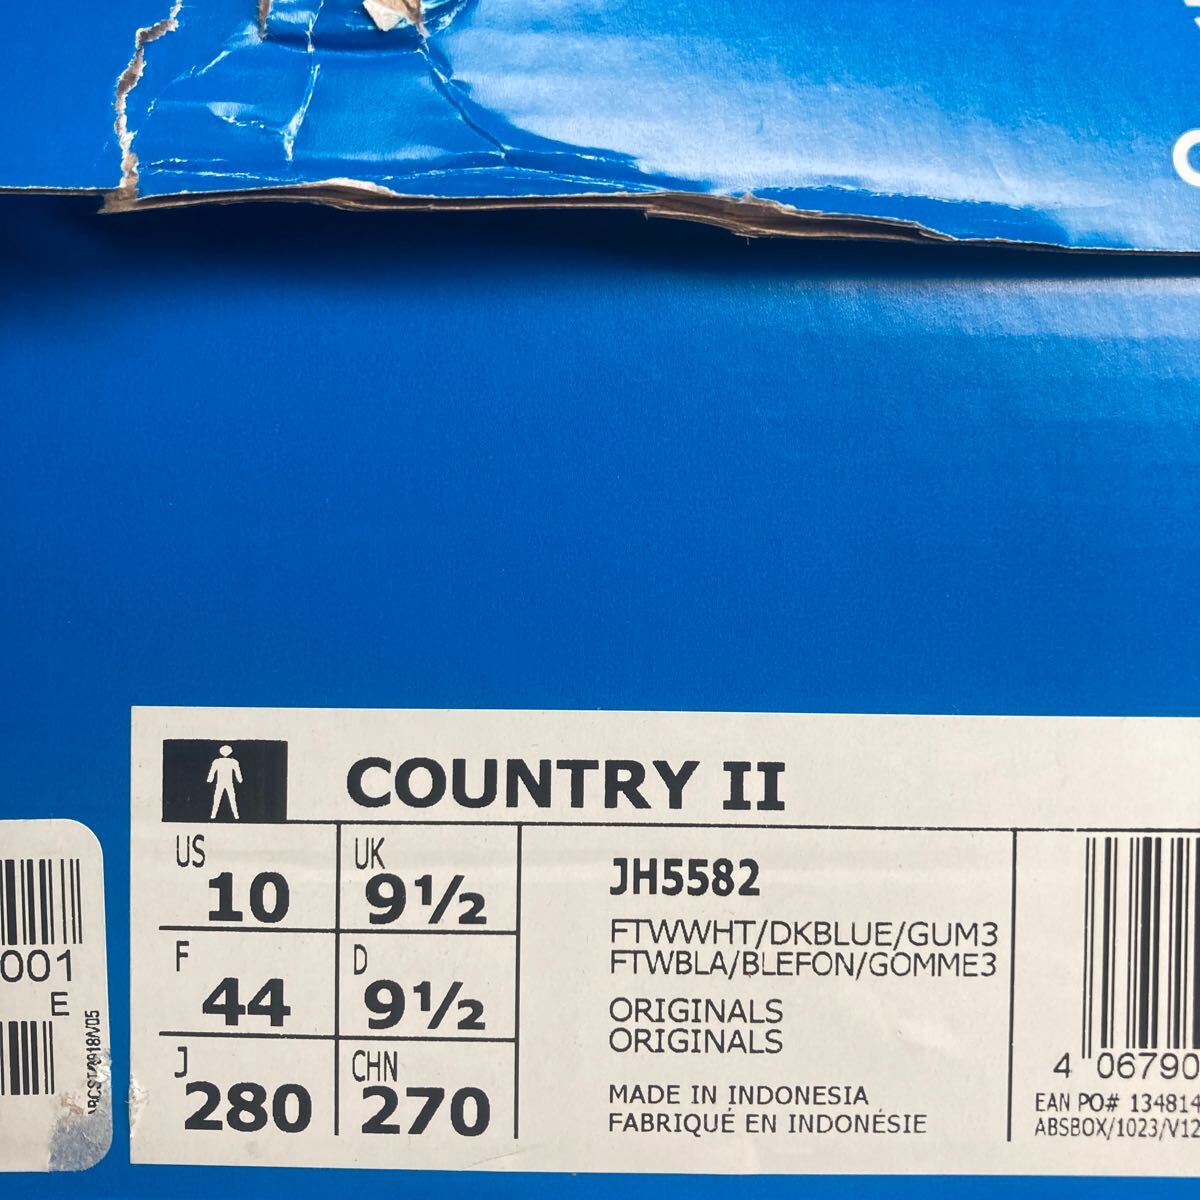 COUNTRY II
US 10
UK 9½
F 44
D 9½
J 280
CHN 270
JH5582
FTWWHT/DKBLUE/GUM3
FTWBLA/BLEFON/GOMME3
ORIGINALS
ORIGINALS
MADE IN INDONESIA
FABRIQUÉ EN INDONÉSIE
4 06790
EAN PO# 134814
ABSBOX/1023/V12
001
E